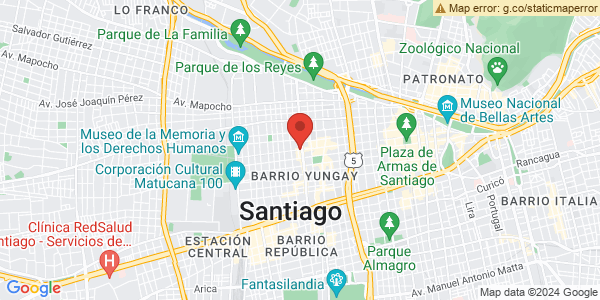 LO FRANCO
Map error: g.co/staticmaperror
Salvador Gutiérrez
Parque de La Familia
Zoológico Nacional
Av. Mapocho
Parque de los Reyes
PATRONATO
Av. José Joaquín Pérez
Av. Mapocho
Museo Nacional
de Bellas Artes
Museo de la Memoria y
los Derechos Humanos
Plaza de
Armas de
Santiago
5
Rancagua
Corporación Cultural
Matucana 100
BARRIO YUNGAY
Curicó
Lira
Portugal
BARRIO ITALIA
Santiago
Clínica RedSalud
ntiago - Servicios de...
H
ESTACIÓN
CENTRAL
BARRIO
REPÚBLICA
Parque
Almagro
Av. Manuel Antonio Matta
Fantasilandia
Arica
Google
Map data ©2024 Google